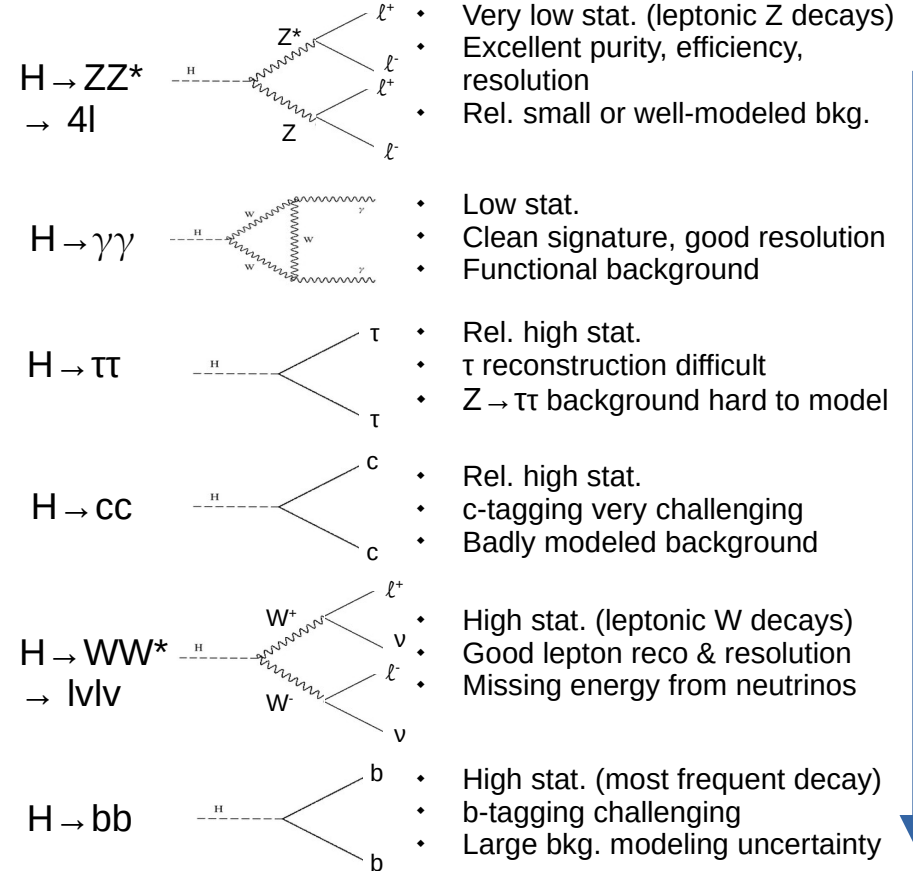 H→ZZ*
→ 4l
H
Z*
Z
ℓ+
ℓ-
ℓ+
ℓ-
• Very low stat. (leptonic Z decays)
• Excellent purity, efficiency,
resolution
• Rel. small or well-modeled bkg.
H→γγ
H
W
W
W
γ
γ
• Low stat.
• Clean signature, good resolution
• Functional background
H→ττ
H
τ
τ
• Rel. high stat.
• τ reconstruction difficult
• Z→ττ background hard to model
H→cc
H
c
c
• Rel. high stat.
• c-tagging very challenging
• Badly modeled background
H→WW*
→ lνlν
H
W+
W-
ℓ+
ν
ℓ-
ν
• High stat. (leptonic W decays)
• Good lepton reco & resolution
• Missing energy from neutrinos
H→bb
H
b
b
• High stat. (most frequent decay)
• b-tagging challenging
• Large bkg. modeling uncertainty